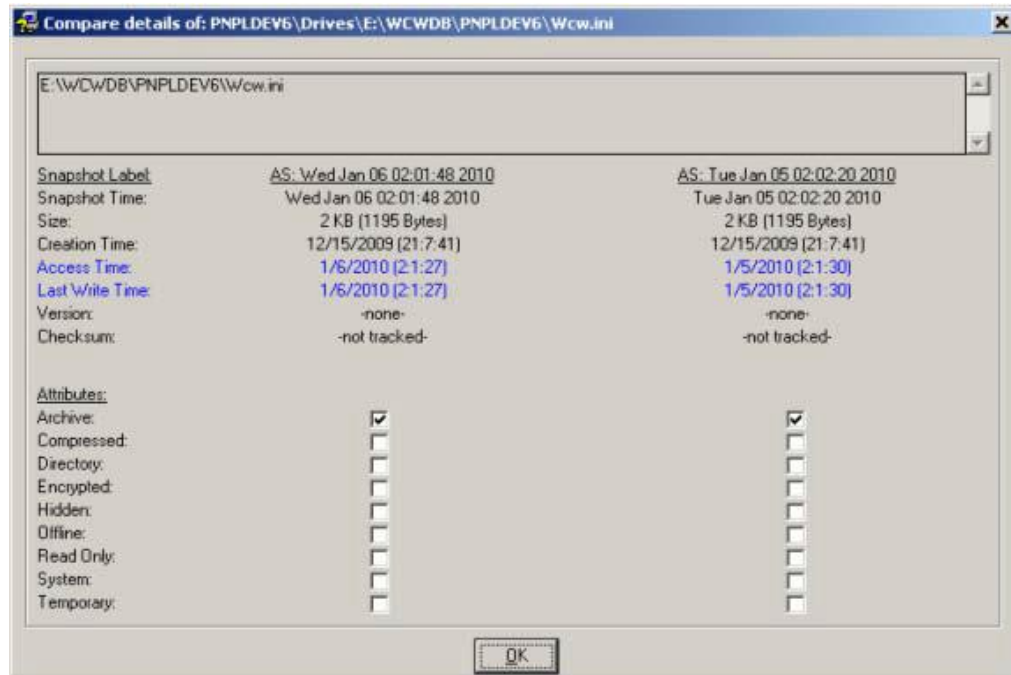 Compare details of: PNPLDEV6\Drives\E:\WCWDB\PNPLDEV6\Wcw.ini
E:\WCWDB\PNPLDEV6\Wcw.ini
Snapshot Label: AS: Wed Jan 06 02:01:48 2010 AS: Tue Jan 05 02:02:20 2010
Snapshot Time: Wed Jan 06 02:01:48 2010 Tue Jan 05 02:02:20 2010
Size: 2 KB (1195 Bytes) 2 KB (1195 Bytes)
Creation Time: 12/15/2009 (21:7:41) 12/15/2009 (21:7:41)
Access Time: 1/6/2010 (2:1:27) 1/5/2010 (2:1:30)
Last Write Time: 1/6/2010 (2:1:27) 1/5/2010 (2:1:30)
Version: -none- -none-
Checksum: -not tracked- -not tracked-
Attributes:
Archive:
Compressed:
Directory:
Encrypted:
Hidden:
Offline:
Read Only:
System:
Temporary:
OK